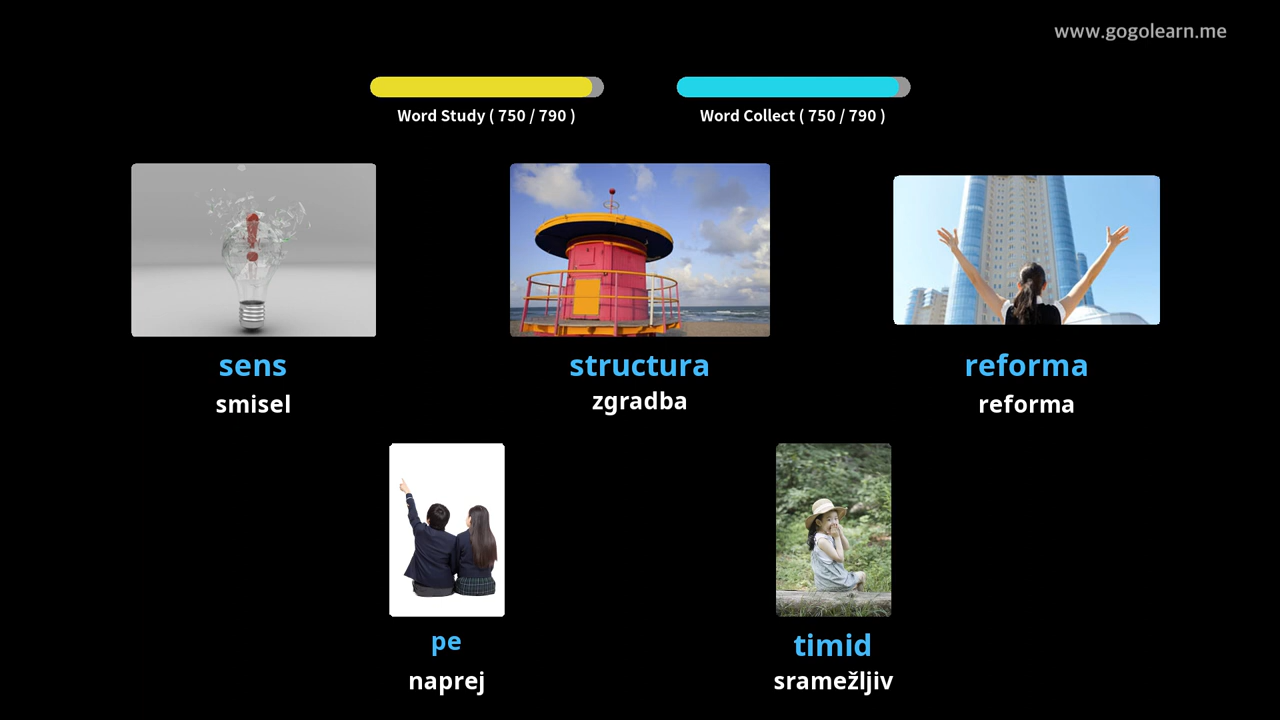 www.gogolearn.me
Word Study ( 750 / 790 )
Word Collect ( 750 / 790 )
sens
smisel
structura
zgradba
reforma
reforma
pe
naprej
timid
sramežljiv